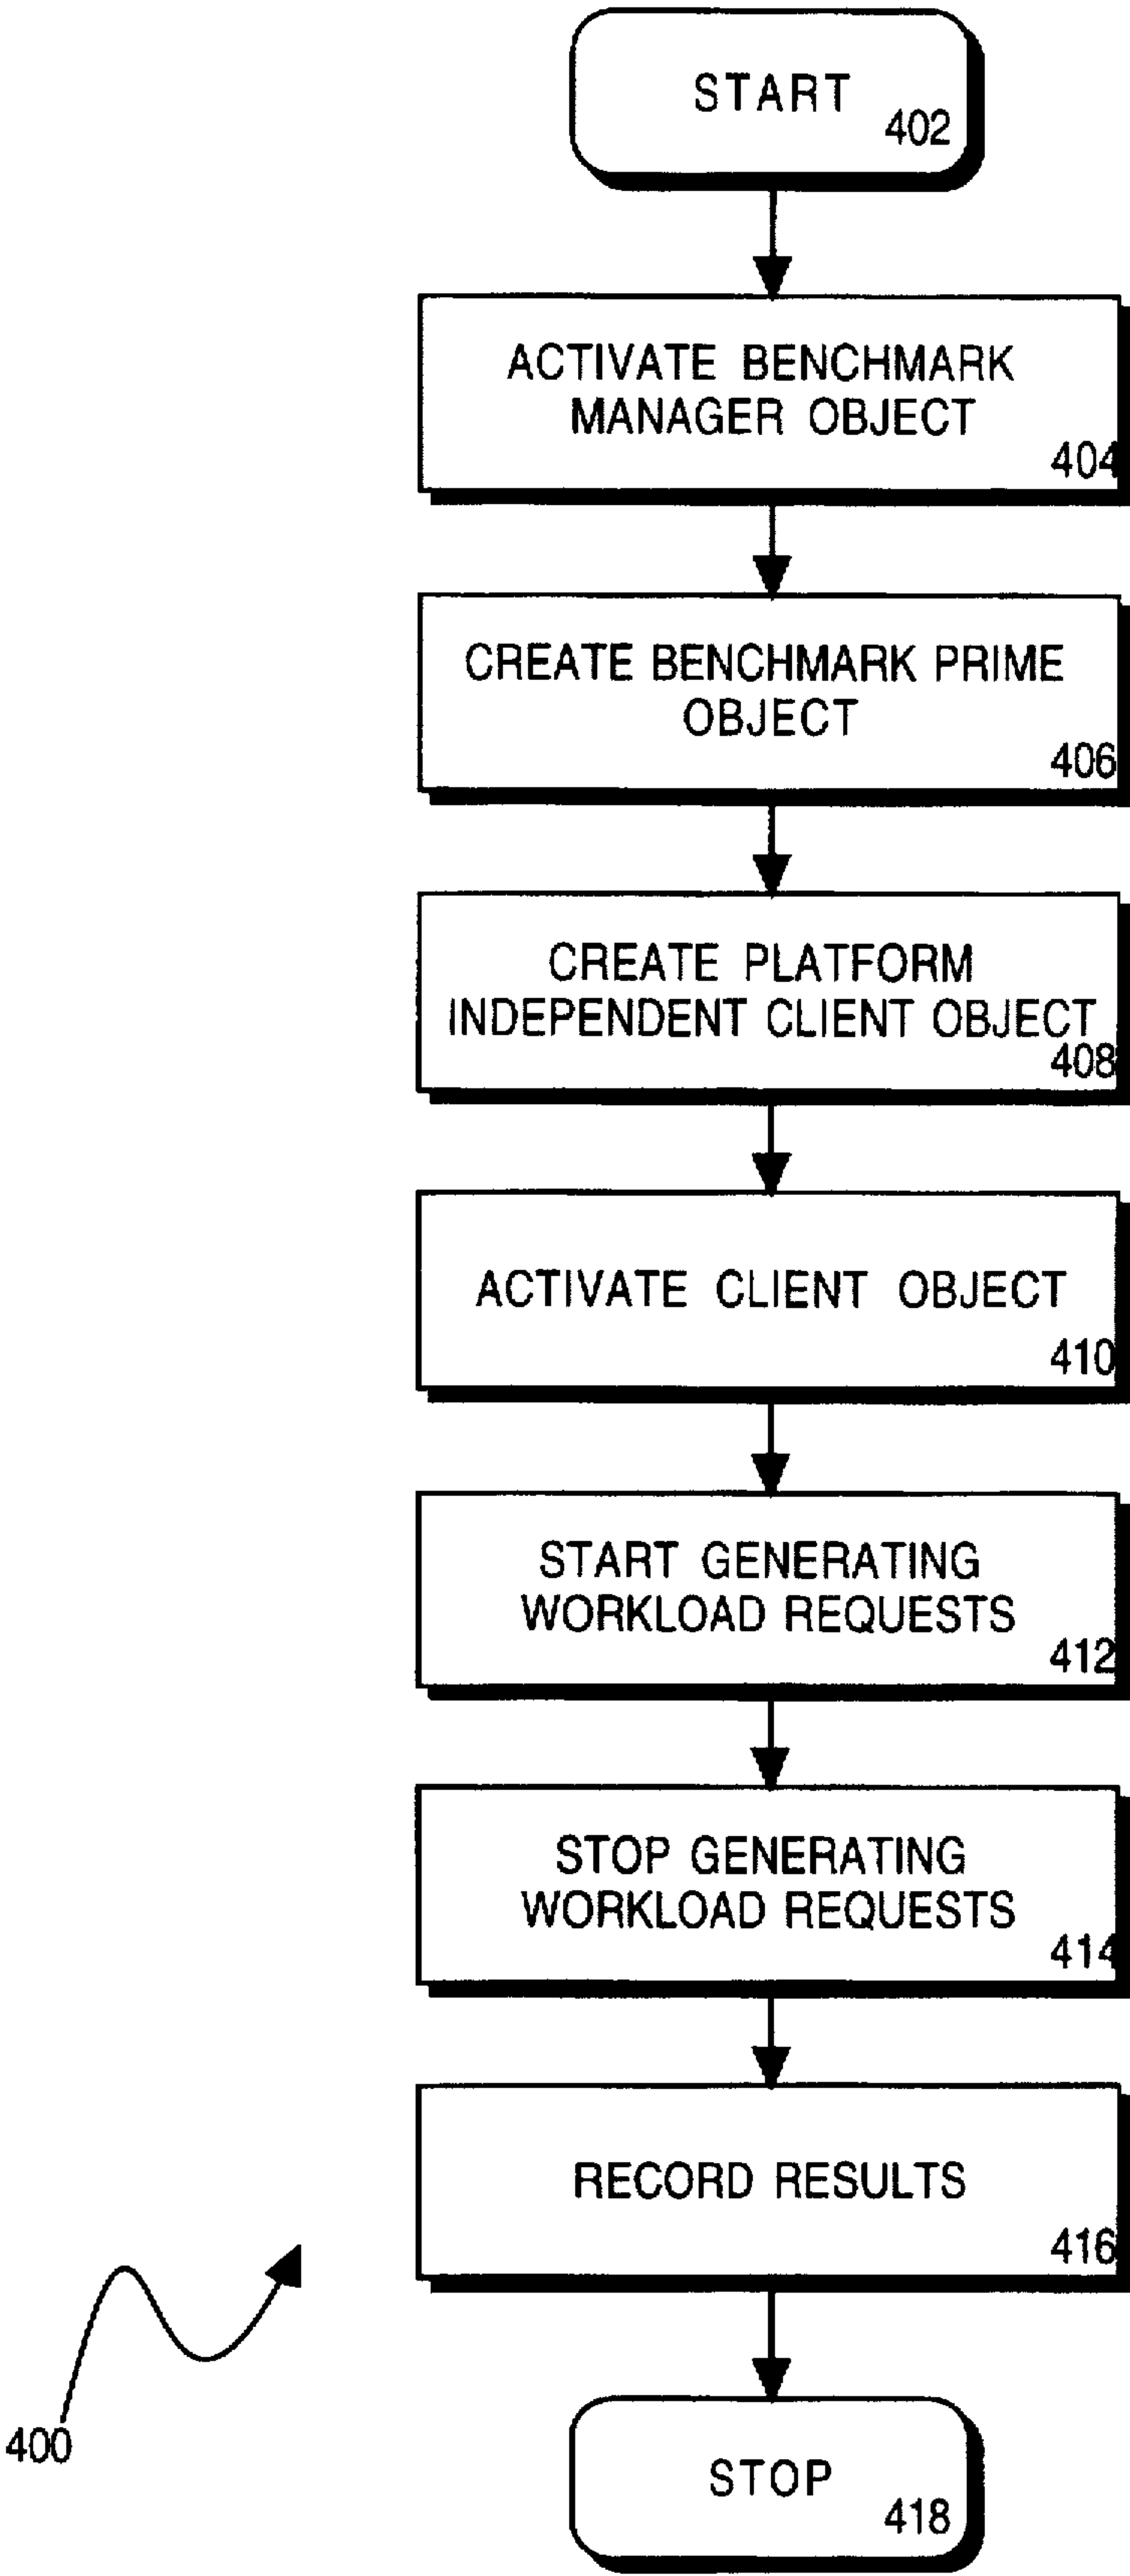 START
402
ACTIVATE BENCHMARK
MANAGER OBJECT
404
CREATE BENCHMARK PRIME
OBJECT
406
CREATE PLATFORM
INDEPENDENT CLIENT OBJECT
408
ACTIVATE CLIENT OBJECT
410
START GENERATING
WORKLOAD REQUESTS
412
STOP GENERATING
WORKLOAD REQUESTS
414
RECORD RESULTS
416
400
STOP
418